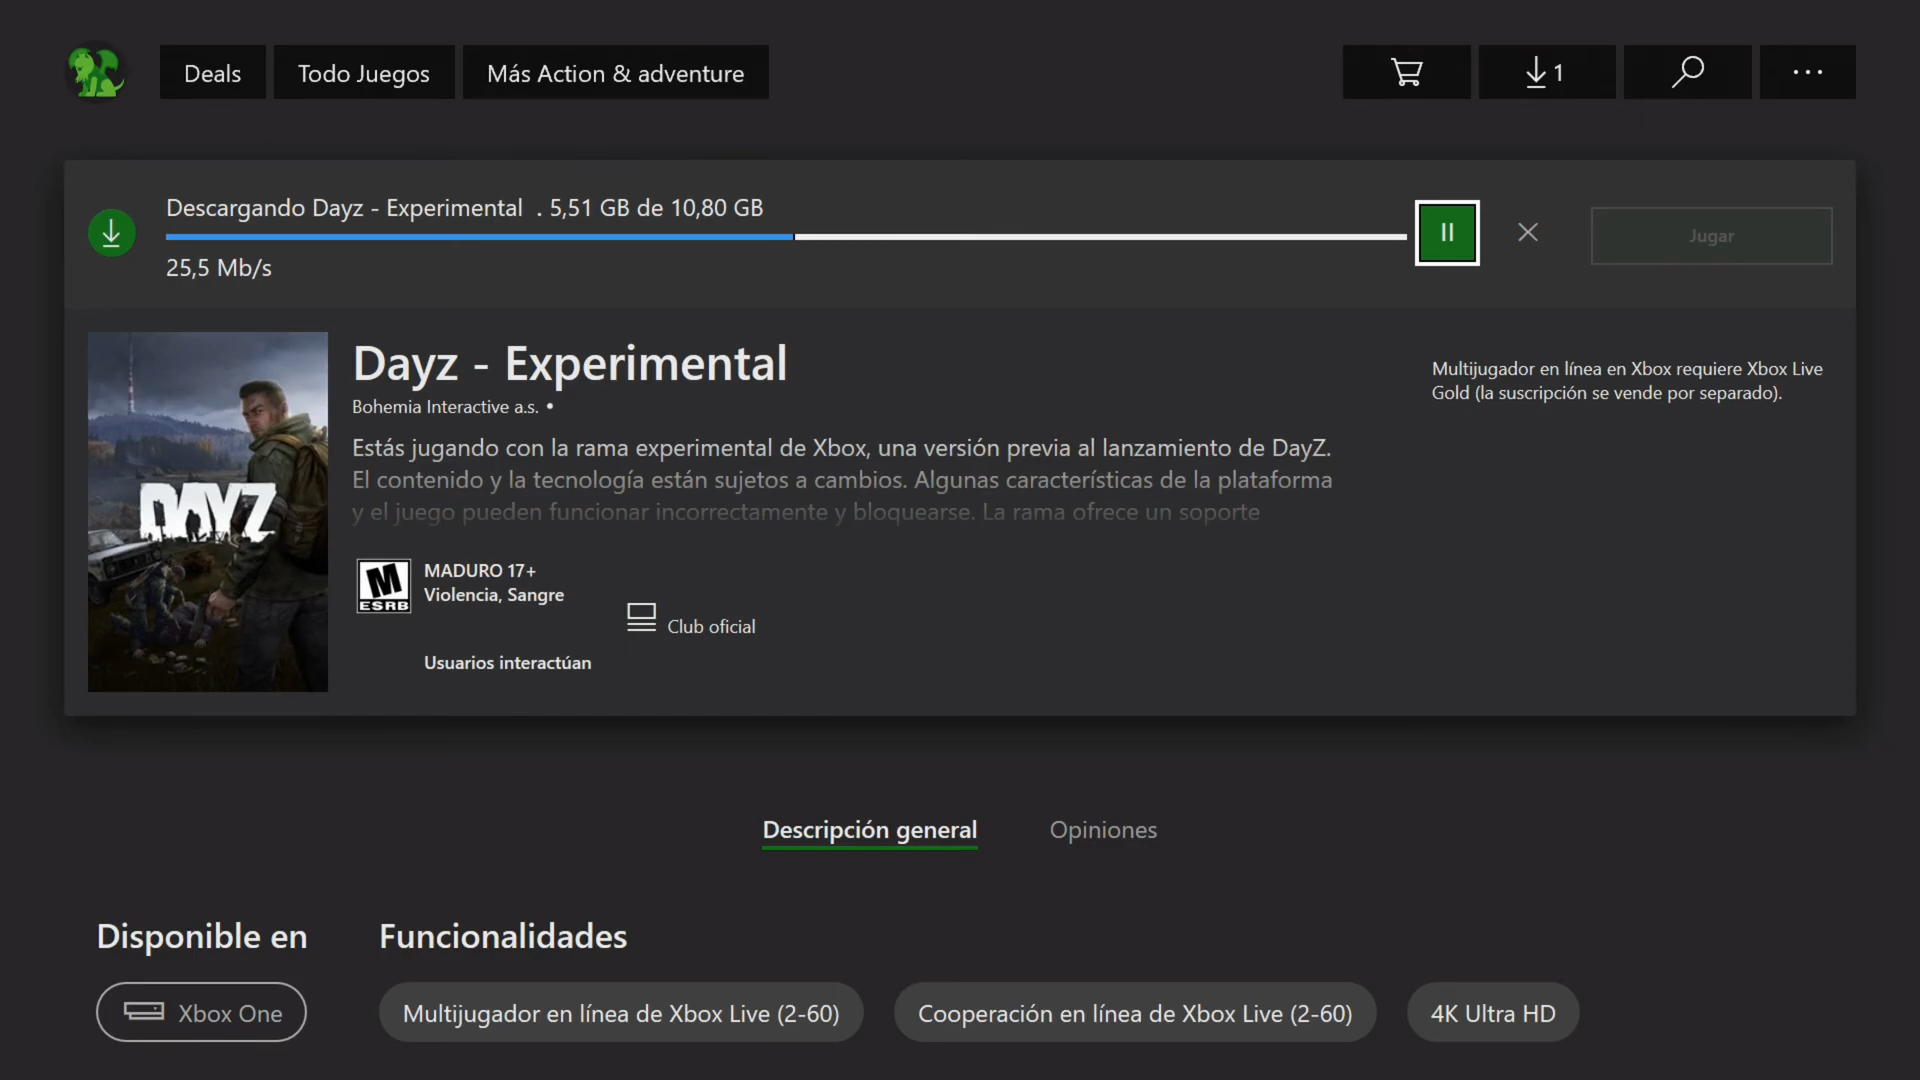 Deals
Todo Juegos
Más Action & adventure
1
Descargando Dayz - Experimental . 5,51 GB de 10,80 GB
25,5 Mb/s
Jugar
DAYZ
Dayz - Experimental
Bohemia Interactive a.s. •
Estás jugando con la rama experimental de Xbox, una versión previa al lanzamiento de DayZ.
El contenido y la tecnología están sujetos a cambios. Algunas características de la plataforma
y el juego pueden funcionar incorrectamente y bloquearse. La rama ofrece un soporte
Multijugador en línea en Xbox requiere Xbox Live
Gold (la suscripción se vende por separado).
M
ESRB
MADURO 17+
Violencia, Sangre
Usuarios interactúan
Club oficial
Descripción general
Opiniones
Disponible en
Xbox One
Funcionalidades
Multijugador en línea de Xbox Live (2-60)
Cooperación en línea de Xbox Live (2-60)
4K Ultra HD